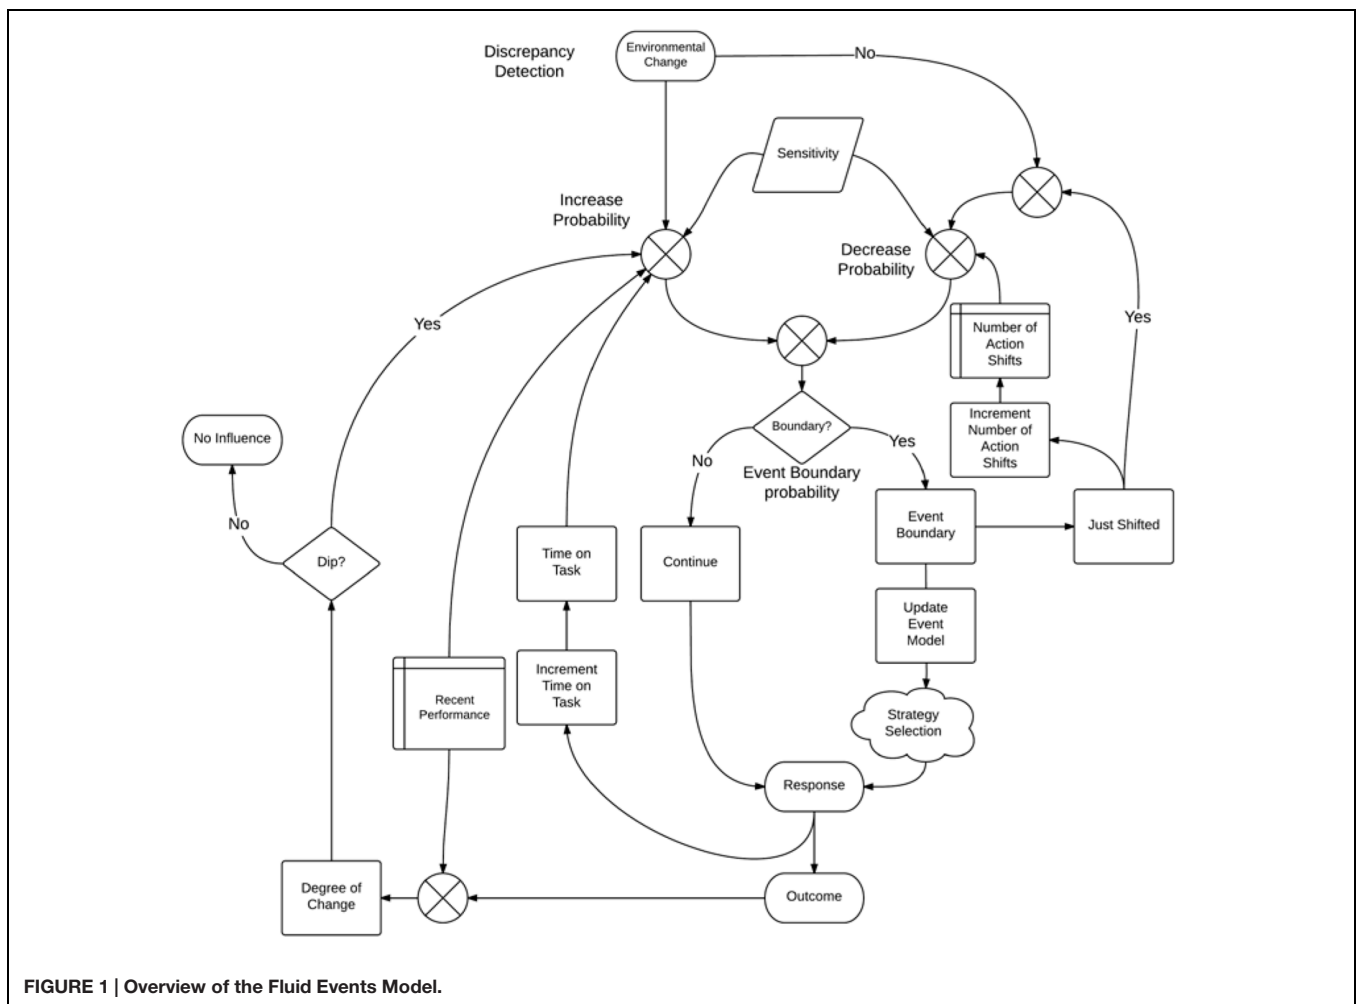 Discrepancy
Detection
Environmental
Change
No
Sensitivity
Increase
Probability
Decrease
Probability
Yes
Number of
Action
Shifts
Yes
No Influence
Boundary?
Increment
Number of
Action
Shifts
Yes
No
Event Boundary
probability
No
Dip?
Time on
Task
Continue
Event
Boundary
Just Shifted
Update
Event
Model
Increment
Time on
Task
Recent
Performance
Strategy
Selection
Response
Degree of
Change
Outcome
FIGURE 1 | Overview of the Fluid Events Model.